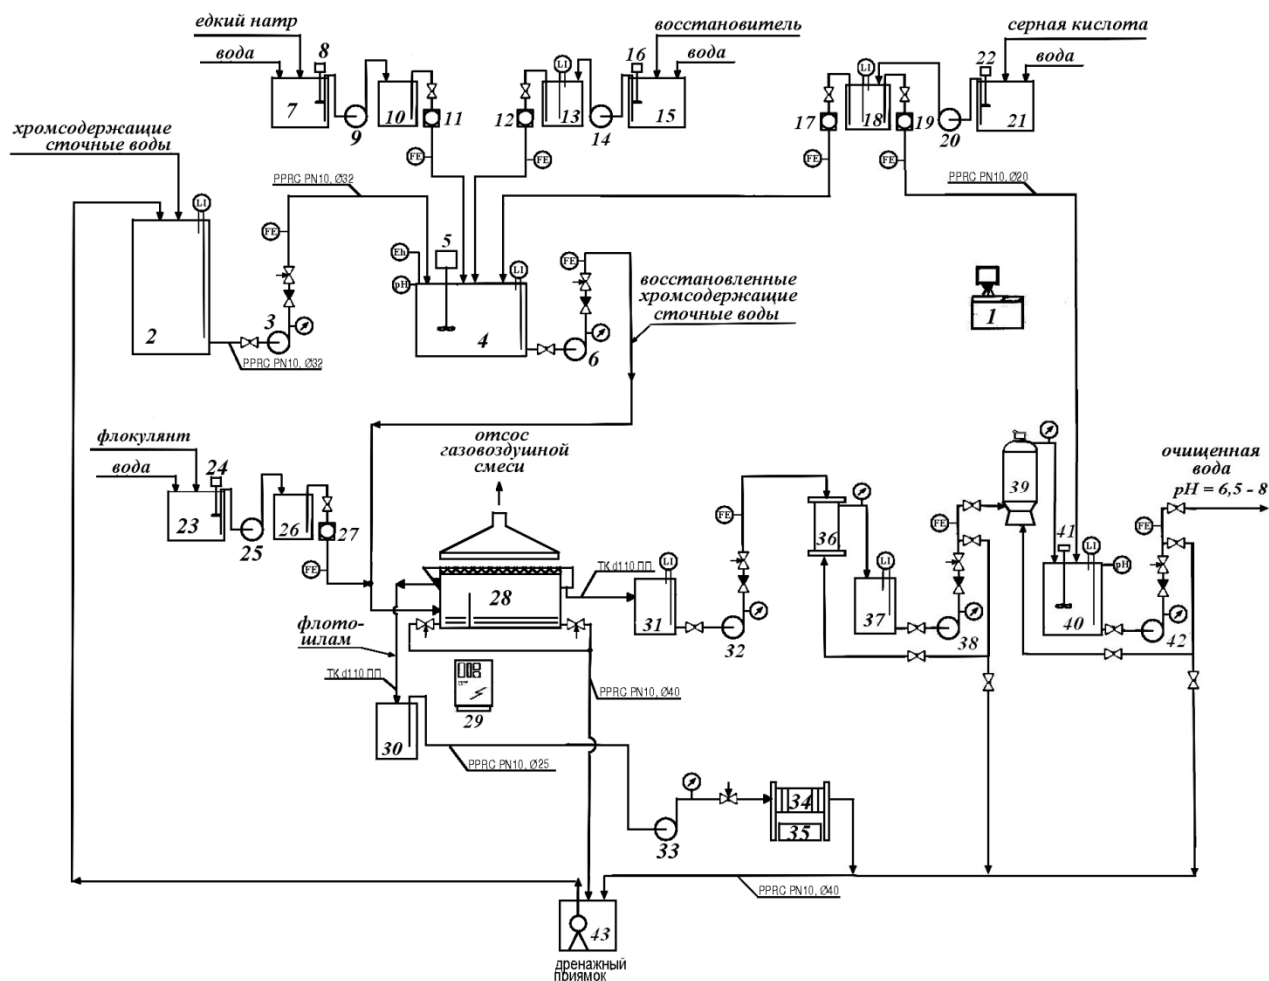 едкий натр
вода
8
7
9
10
11
FE
восстановитель
вода
16
LI
12
13
14
15
FE
серная кислота
вода
22
LI
17
18
19
20
21
FE
FE
PPRC PN10, Ø20
хромсодержащие
сточные воды
LI
2
PPRC PN10, Ø32
FE
3
PPRC PN10, Ø32
Eh
pH
5
LI
4
FE
6
восстановленные
хромсодержащие
сточные воды
1
флокулянт
вода
24
23
25
26
27
FE
отсос
газовоздушной
смеси
28
флото-
шлам
ТК d110 ПП
30
29
ТК d110 ПП
PPRC PN10, Ø40
LI
31
32
FE
36
LI
37
38
FE
39
41
LI
pH
40
42
FE
очищенная
вода
pH = 6,5 - 8
PPRC PN10, Ø25
33
34
35
PPRC PN10, Ø40
43
дренажный
приямок